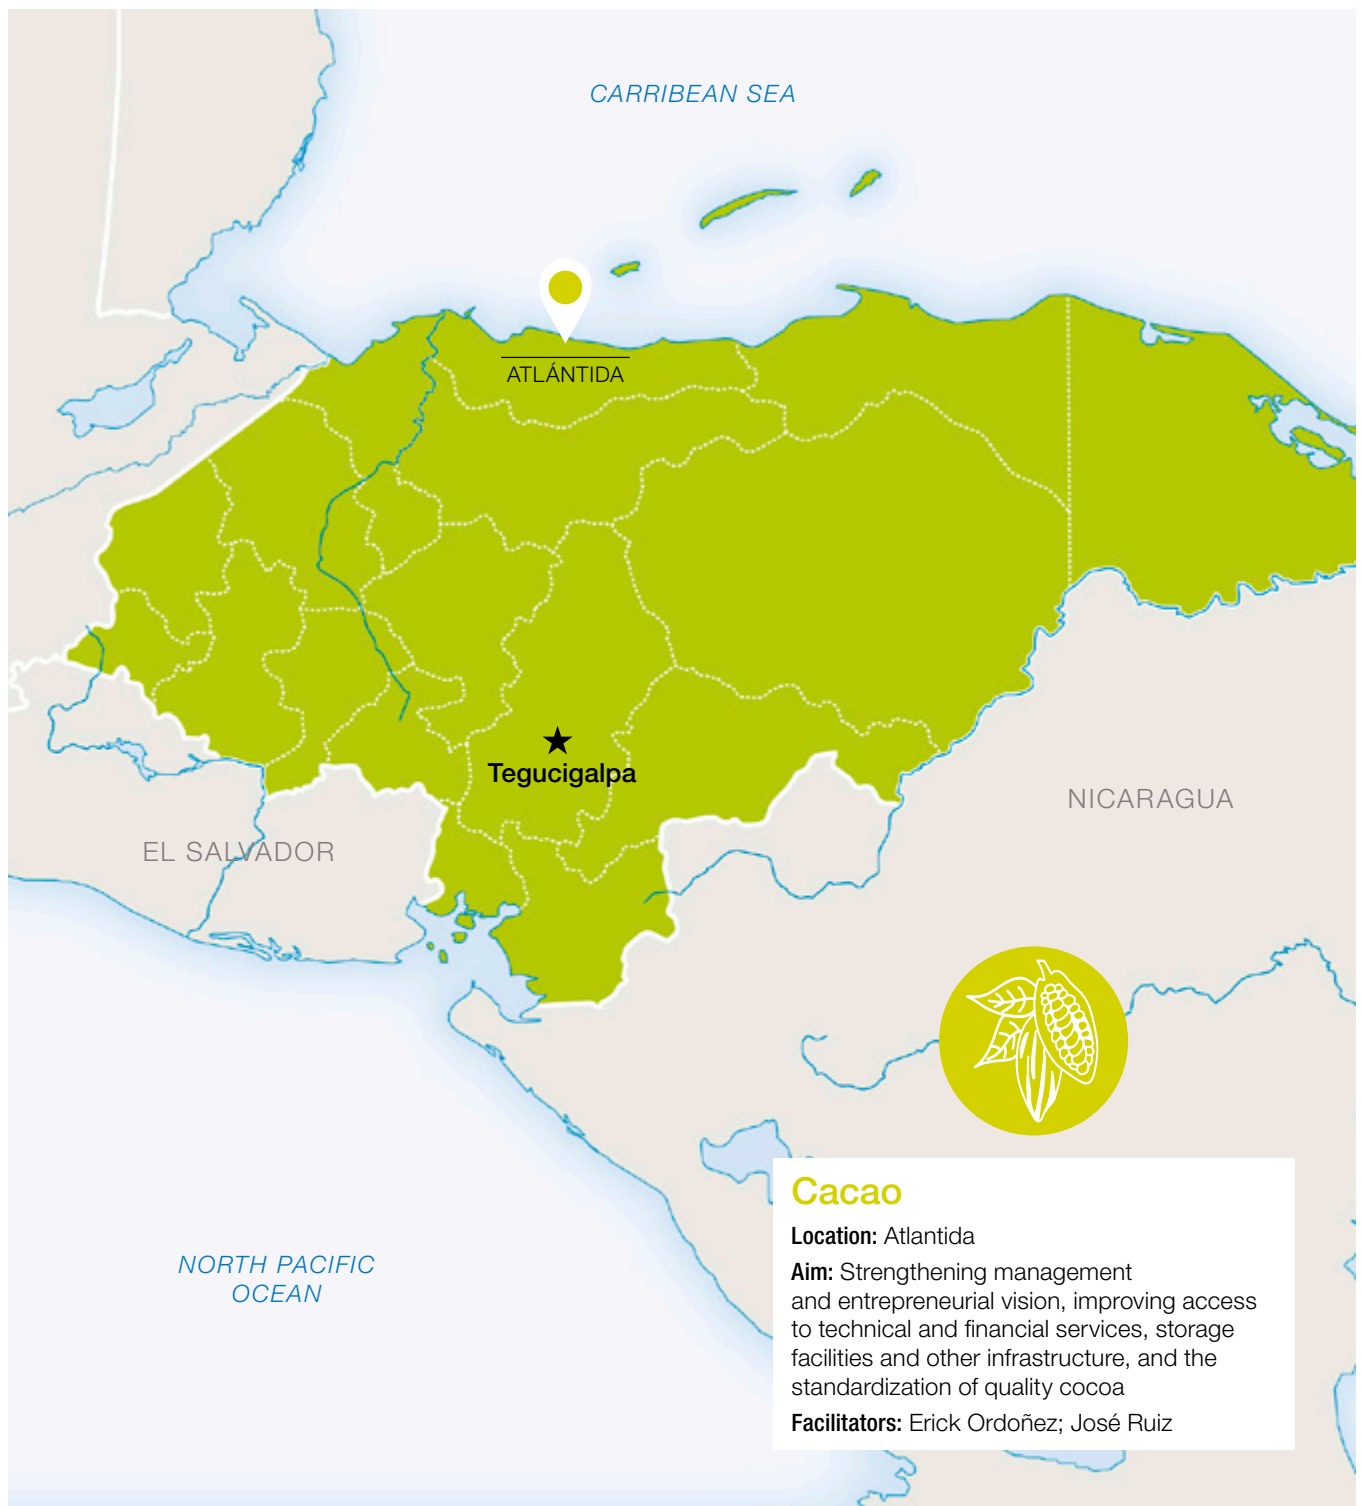 CARRIBEAN SEA
ATLÁNTIDA
Tegucigalpa
NICARAGUA
EL SALVADOR
NORTH PACIFIC
OCEAN
Cacao
Location: Atlantida
Aim: Strengthening management
and entrepreneurial vision, improving access
to technical and financial services, storage
facilities and other infrastructure, and the
standardization of quality cocoa
Facilitators: Erick Ordoñez; José Ruiz